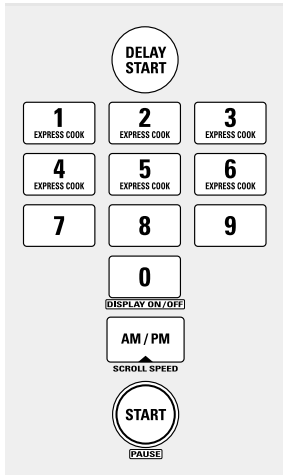 DELAY
START
1 2 3
EXPRESS COOK EXPRESS COOK EXPRESS COOK
4 5 6
EXPRESS COOK EXPRESS COOK EXPRESS COOK
7 8 9
0
DISPLAY ON/OFF
AM / PM
SCROLL SPEED
START
PAUSE